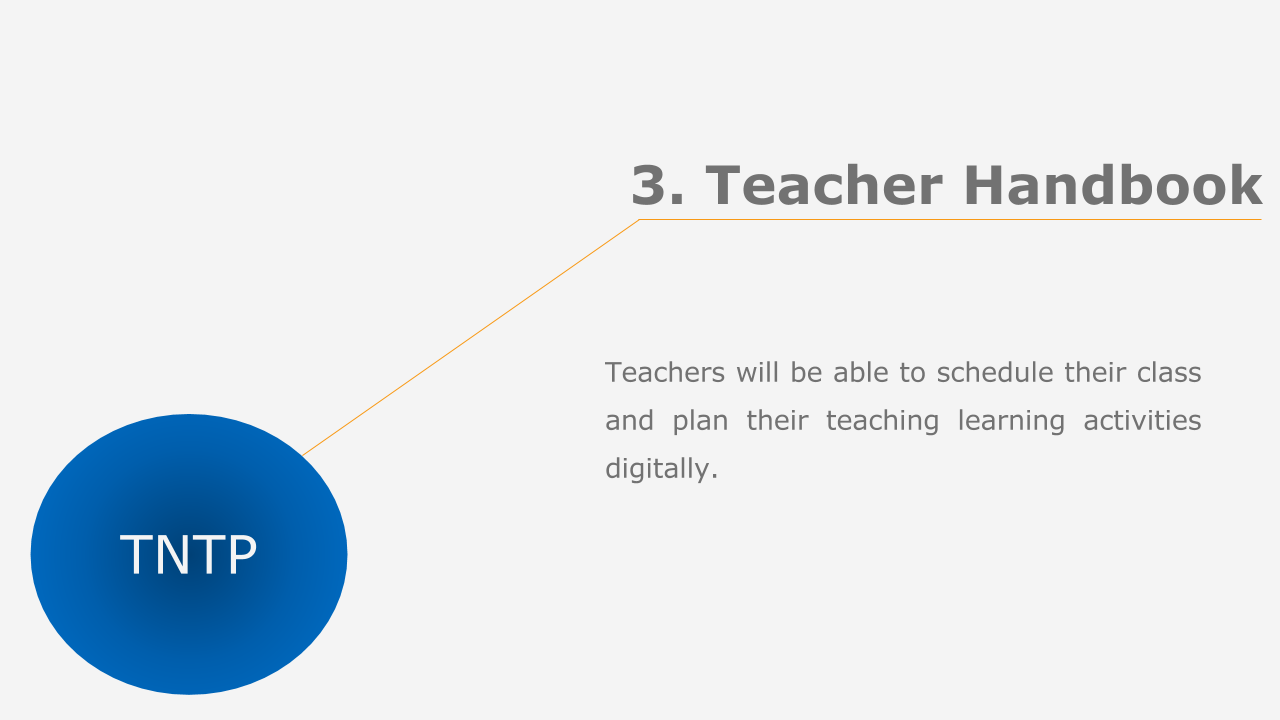 3. Teacher Handbook
Teachers will be able to schedule their class
and plan their teaching learning activities
digitally.
TNTP